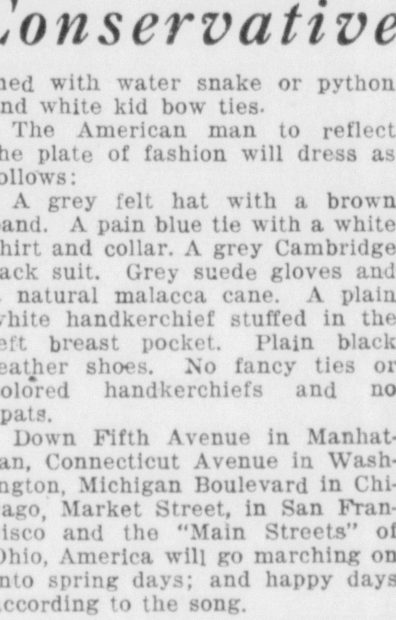 Conservative
ned with water snake or python
nd white kid bow ties.
The American man to reflect
he plate of fashion will dress as
ollows:
A grey felt hat with a brown
and. A pain blue tie with a white
hirt and collar. A grey Cambridge
ack suit. Grey suede gloves and
natural malacca cane. A plain
white handkerchief stuffed in the
eft breast pocket. Plain black
eather shoes. No fancy ties or
olored handkerchiefs and no
pats.
Down Fifth Avenue in Manhat-
an, Connecticut Avenue in Wash-
ngton, Michigan Boulevard in Chi-
ago, Market Street, in San Fran-
isco and the "Main Streets" of
Ohio, America will go marching on
nto spring days; and happy days
according to the song.